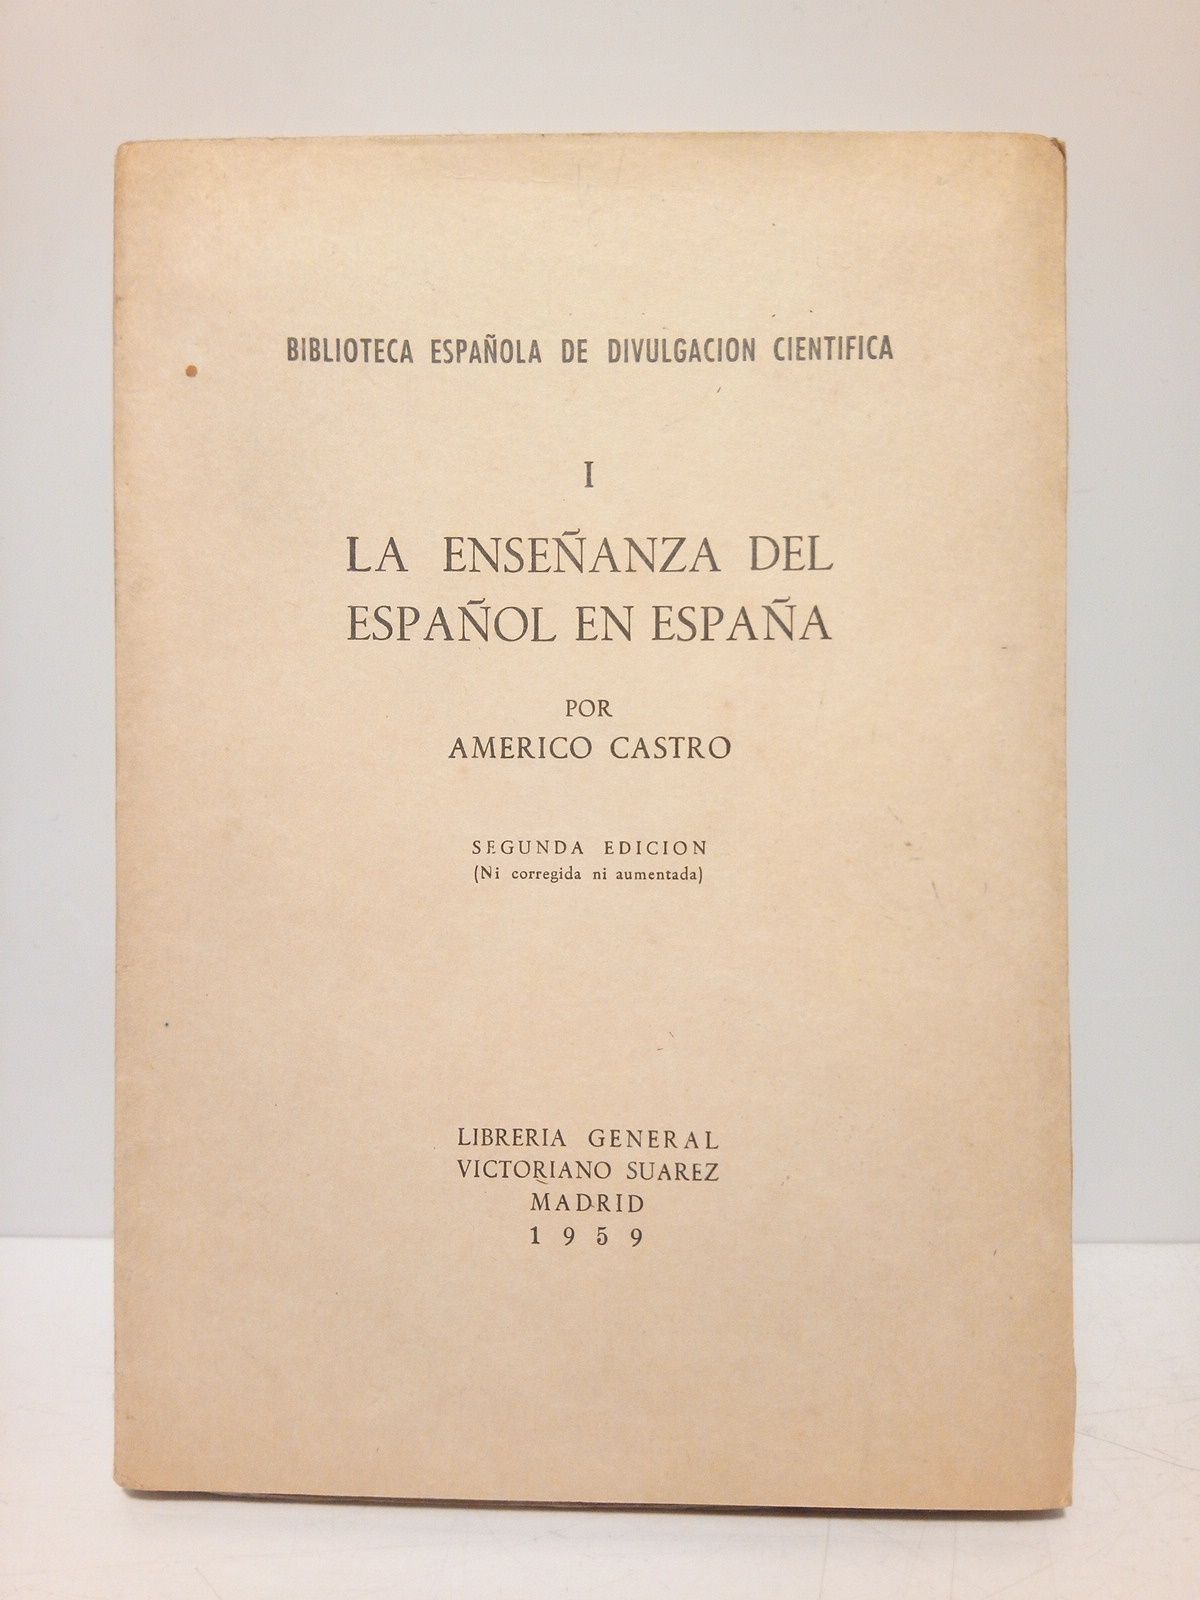 BIBLIOTECA ESPAÑOLA DE DIVULGACION CIENTIFICA
I
LA ENSEÑANZA DEL
ESPAÑOL EN ESPAÑA
POR
AMERICO CASTRO
SEGUNDA EDICION
(Ni corregida ni aumentada)
LIBRERIA GENERAL
VICTORIANO SUAREZ
MADRID
1959